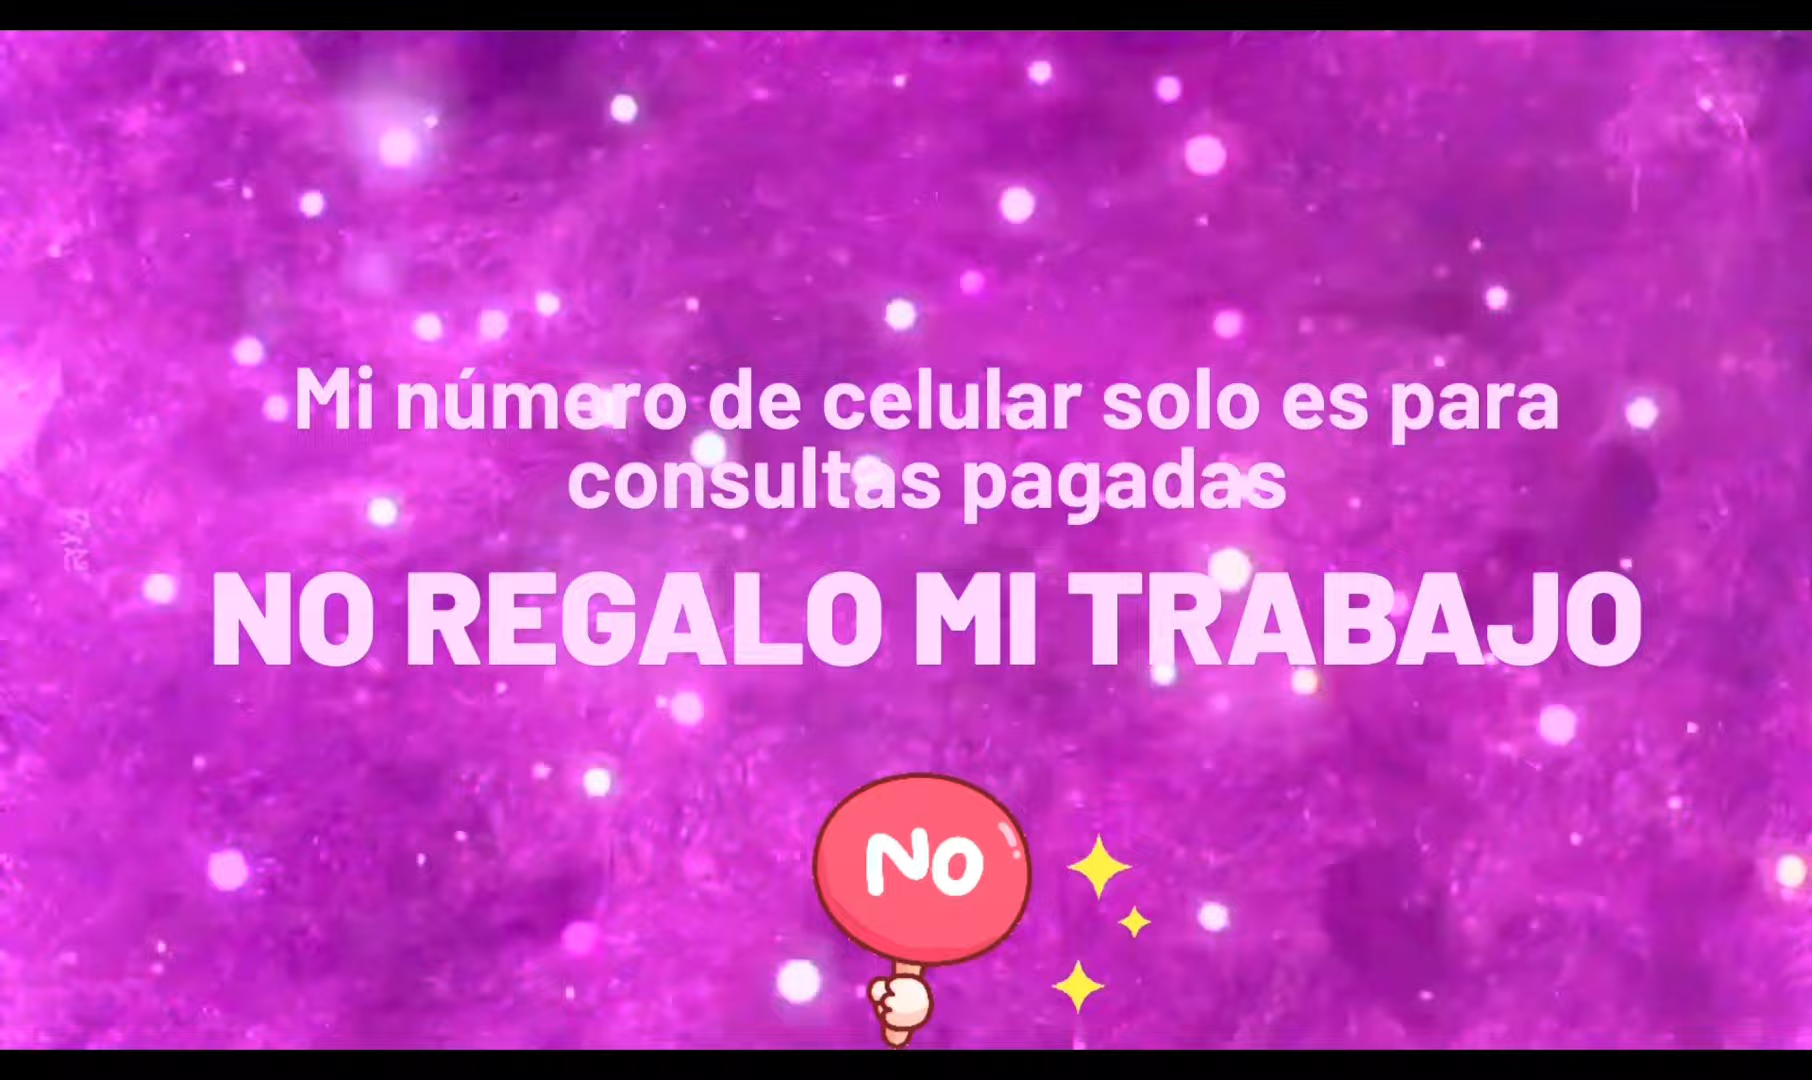 Mi número de celular solo es para
consultas pagadas
NO REGALO MI TRABAJO
NO